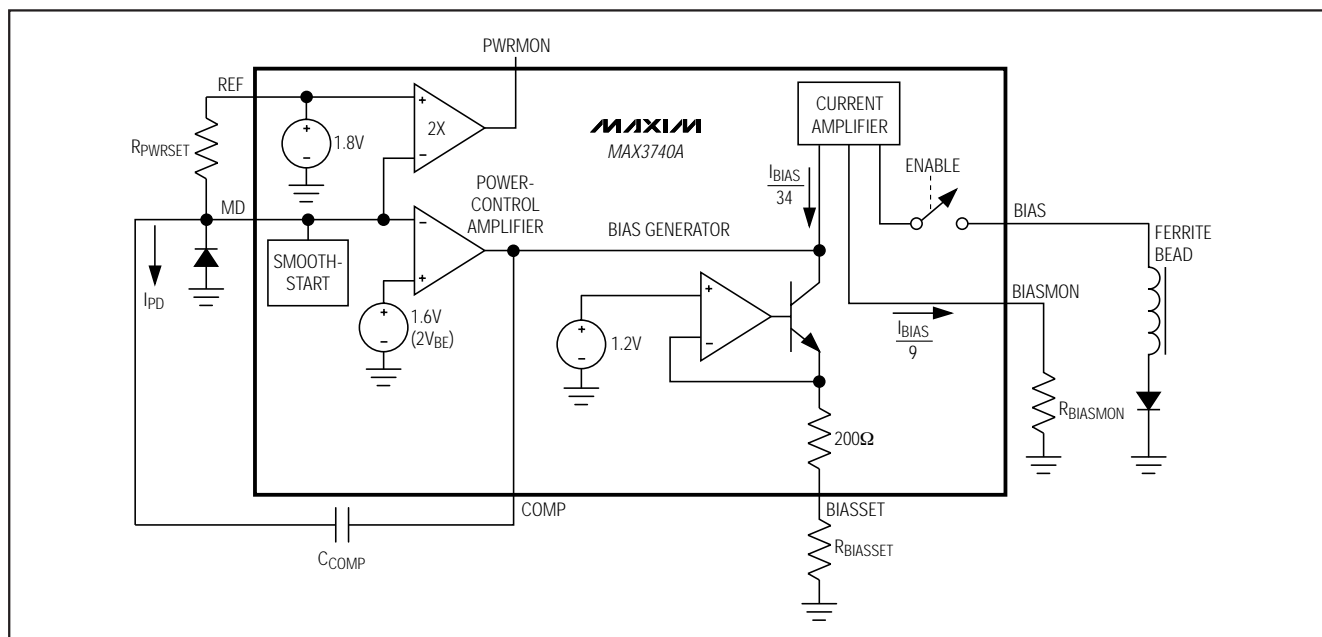 PWRMON
REF
RPWRSET
+
−
1.8V
+
−
2X
MAXIM
MAX3740A
CURRENT
AMPLIFIER
ENABLE
IBIAS
34
MD
POWER-
CONTROL
AMPLIFIER
BIAS GENERATOR
BIAS
FERRITE
BEAD
SMOOTH-
START
IPD
−
+
+
−
1.6V
(2VBE)
+
−
1.2V
+
−
BIASMON
IBIAS
9
RBIASMON
200Ω
COMP
BIASSET
CCOMP
RBIASSET